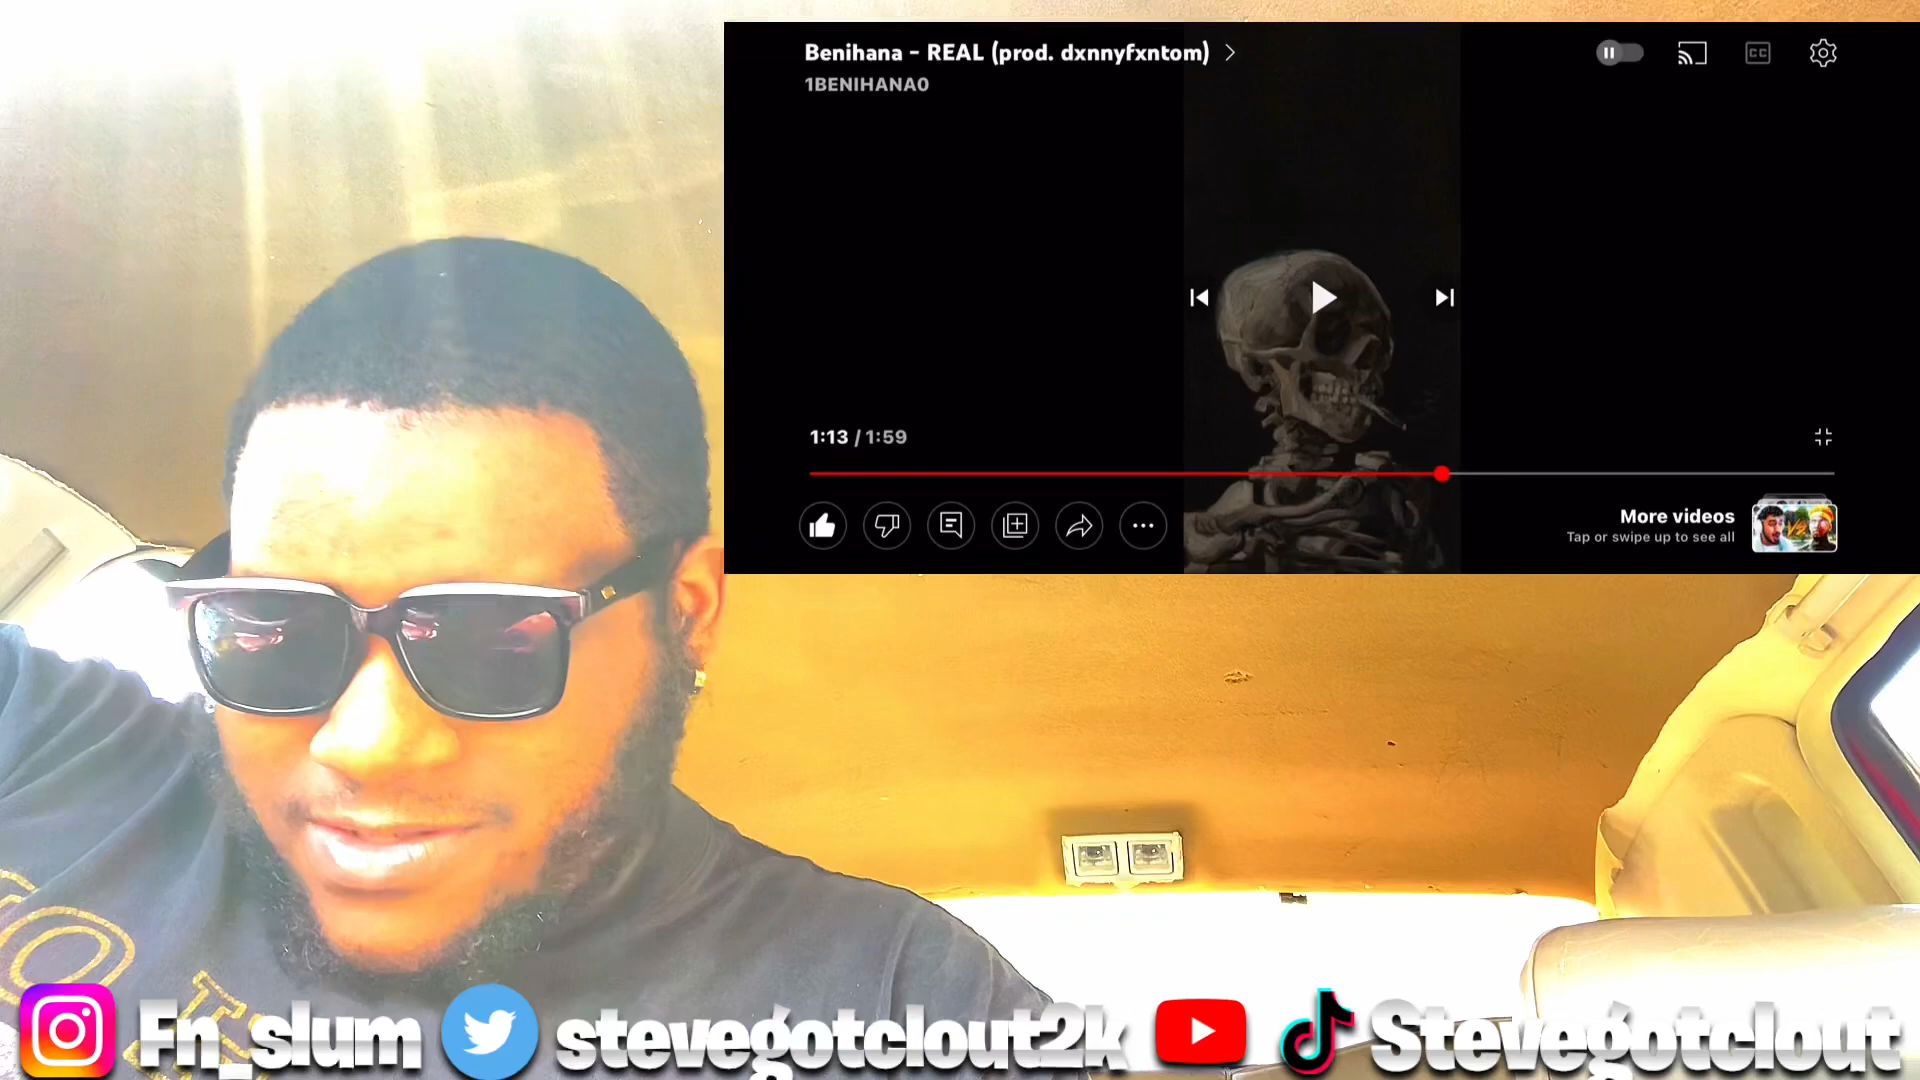 Benihana - REAL (prod. dxnnyfxntom)
1BENIHANA0
CC
1:13 / 1:59
More videos
Tap or swipe up to see all
Fn_slum stevegotclout2k Stevegotclout